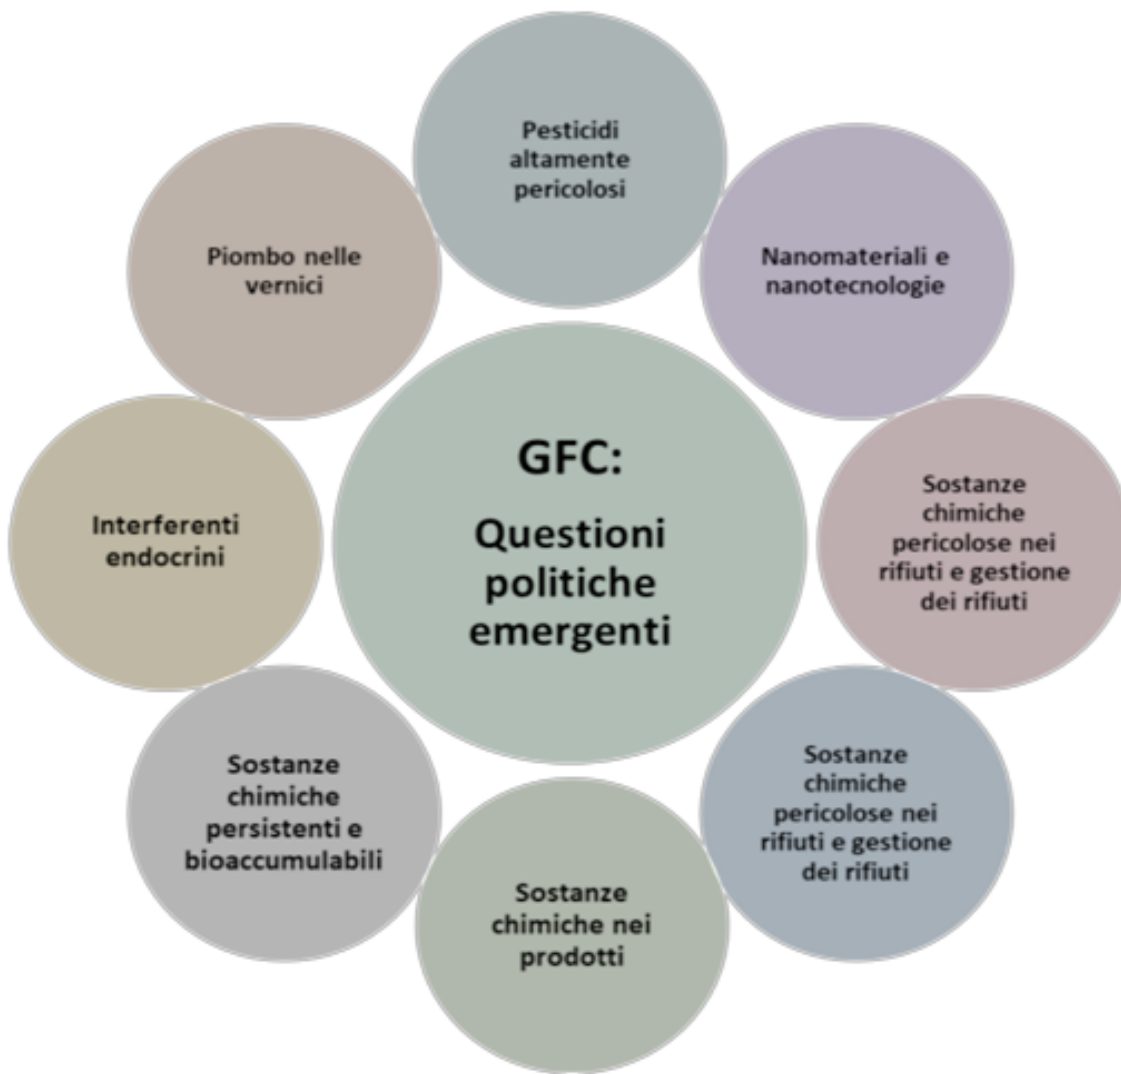 Pesticidi
altamente
pericolosi
Nanomateriali e
nanotecnologie
Sostanze
chimiche
pericolose nei
rifiuti e gestione
dei rifiuti
Sostanze
chimiche
pericolose nei
rifiuti e gestione
dei rifiuti
Sostanze
chimiche nei
prodotti
Sostanze
chimiche
persistenti e
bioaccumulabili
Interferenti
endocrini
Piombo nelle
vernici
GFC:
Questioni
politiche
emergenti